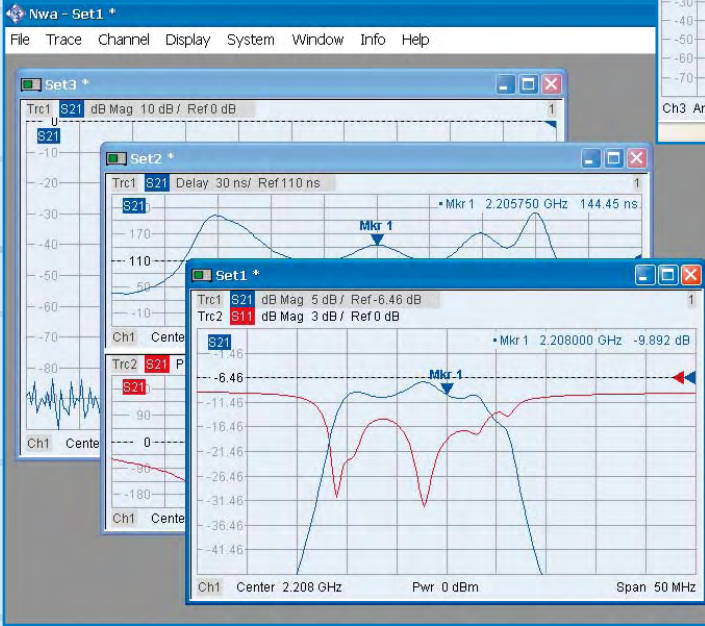 Nwa - Set1 *
File Trace Channel Display System Window Info Help
-30
-40
-50
-60
-70
Ch3
Set3 *
Trc1 S21 dB Mag 10 dB / Ref 0 dB 1
S21
-10
-20
-30
-40
-50
-60
-70
-80
Ch1
Set2 *
Trc1 S21 Delay 30 ns/ Ref 110 ns 1
S21
• Mkr 1 2.205750 GHz 144.45 ns
Mkr 1
170
110
50
-10
Ch1
Trc2 S21
S21
90
0
-90
-180
Ch1
Set1 *
Trc1 S21 dB Mag 5 dB / Ref -6.46 dB 1
Trc2 S11 dB Mag 3 dB / Ref 0 dB
S21
• Mkr 1 2.208000 GHz -9.892 dB
-1.46
-6.46
Mkr 1
-11.46
-16.46
-21.46
-26.46
-31.46
-36.46
-41.46
Ch1 Center 2.208 GHz Pwr 0 dBm Span 50 MHz